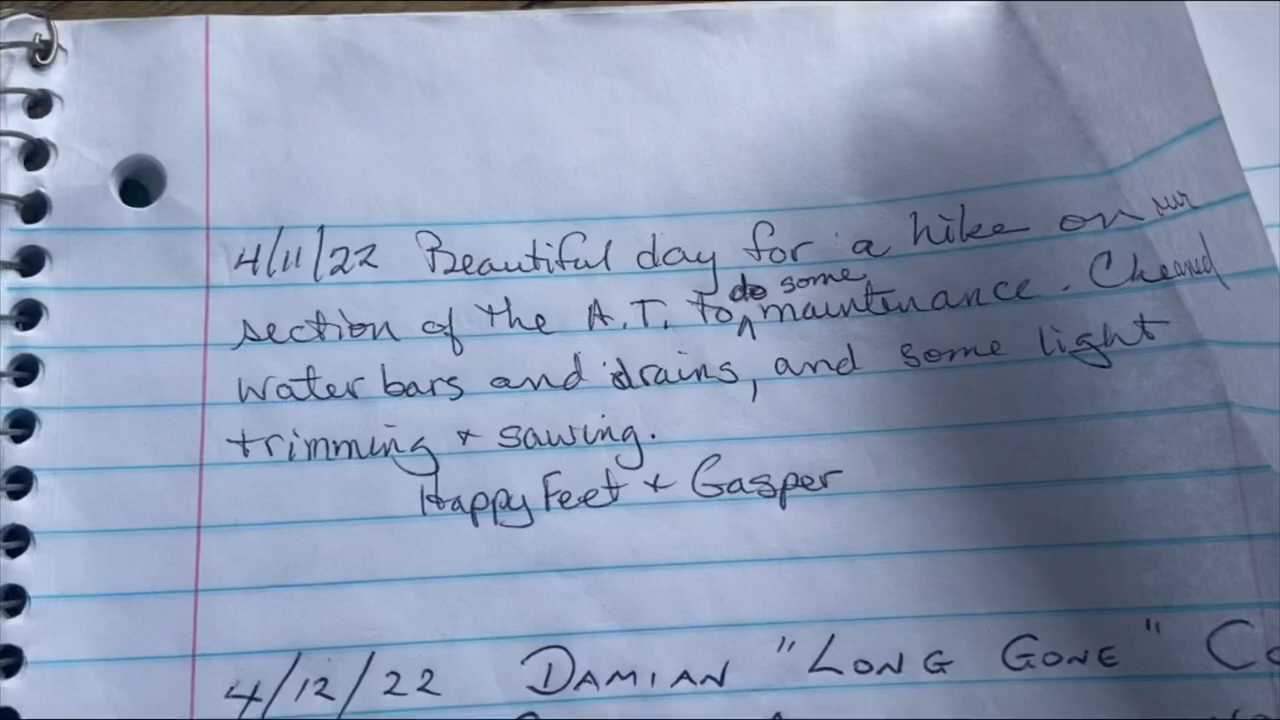 4/11/22 Beautiful day for a hike on our
section of the A.T. to do some maintenance. Cleaned
water bars and drains, and some light
trimming + sawing.
Happy Feet + Gasper
4/12/22 DAMIAN "LONG GONE" Co